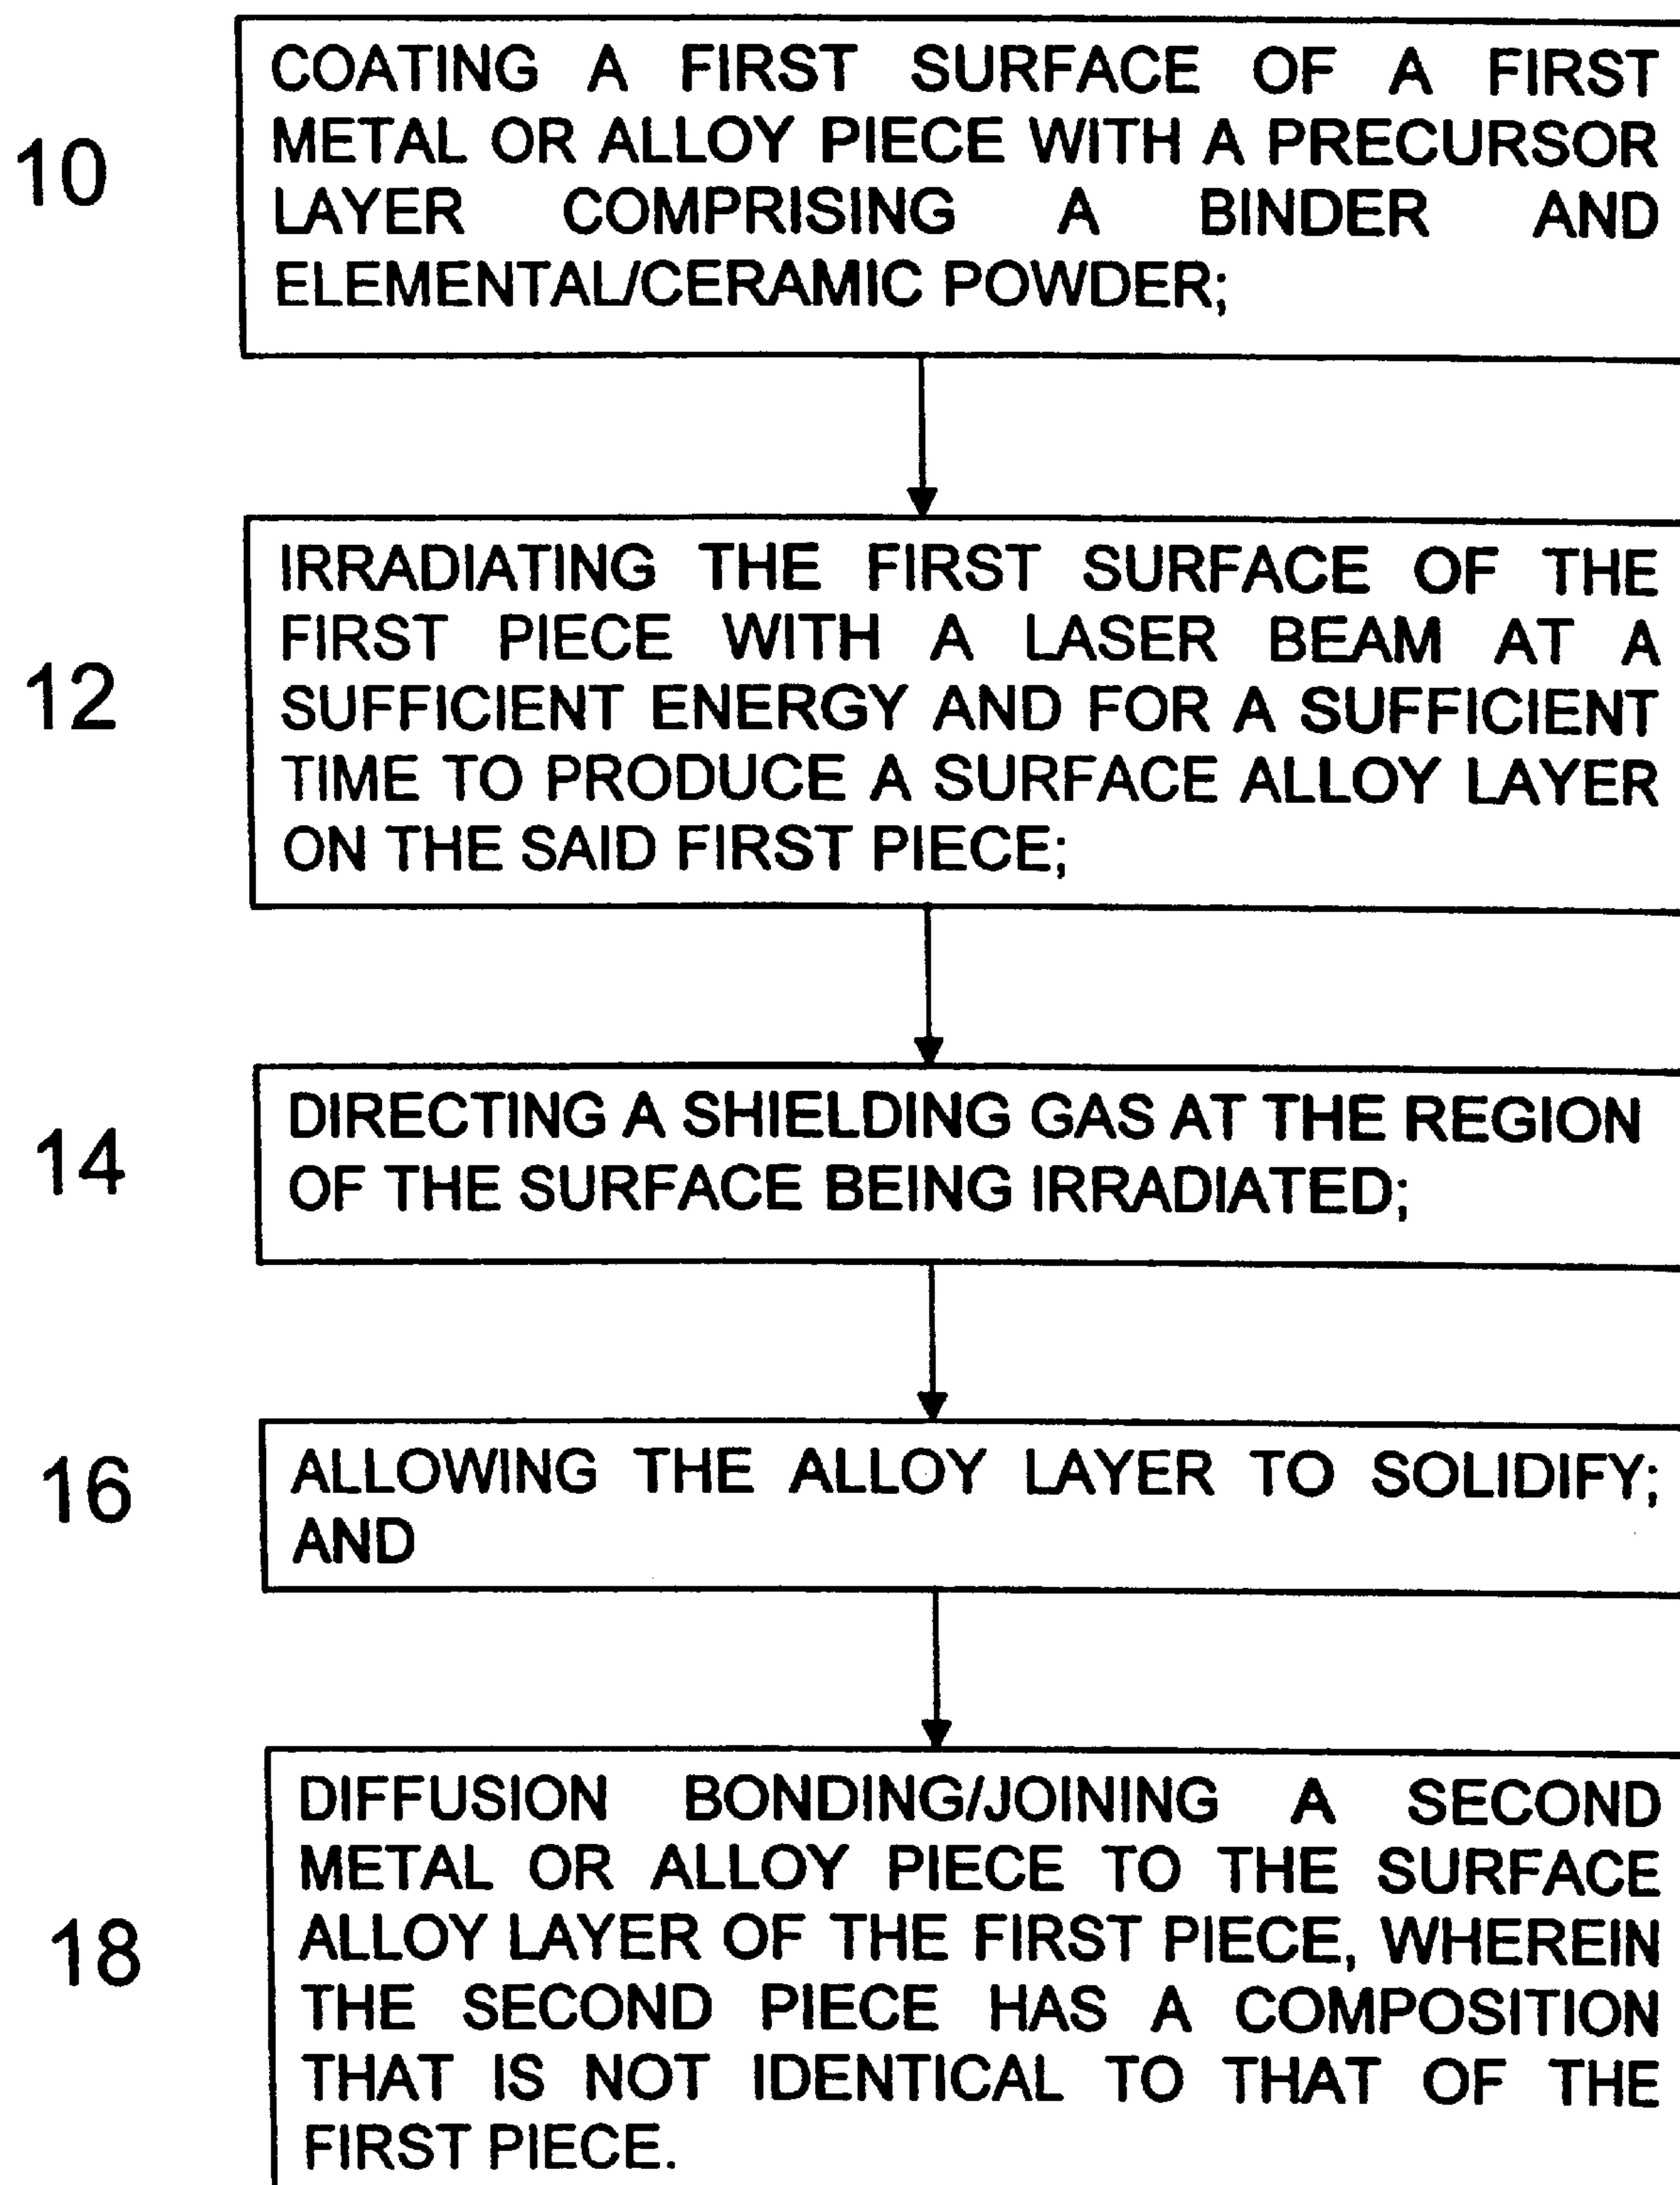 10
COATING A FIRST SURFACE OF A FIRST
METAL OR ALLOY PIECE WITH A PRECURSOR
LAYER COMPRISING A BINDER AND
ELEMENTAL/CERAMIC POWDER;
12
IRRADIATING THE FIRST SURFACE OF THE
FIRST PIECE WITH A LASER BEAM AT A
SUFFICIENT ENERGY AND FOR A SUFFICIENT
TIME TO PRODUCE A SURFACE ALLOY LAYER
ON THE SAID FIRST PIECE;
14
DIRECTING A SHIELDING GAS AT THE REGION
OF THE SURFACE BEING IRRADIATED;
16
ALLOWING THE ALLOY LAYER TO SOLIDIFY;
AND
18
DIFFUSION BONDING/JOINING A SECOND
METAL OR ALLOY PIECE TO THE SURFACE
ALLOY LAYER OF THE FIRST PIECE, WHEREIN
THE SECOND PIECE HAS A COMPOSITION
THAT IS NOT IDENTICAL TO THAT OF THE
FIRST PIECE.